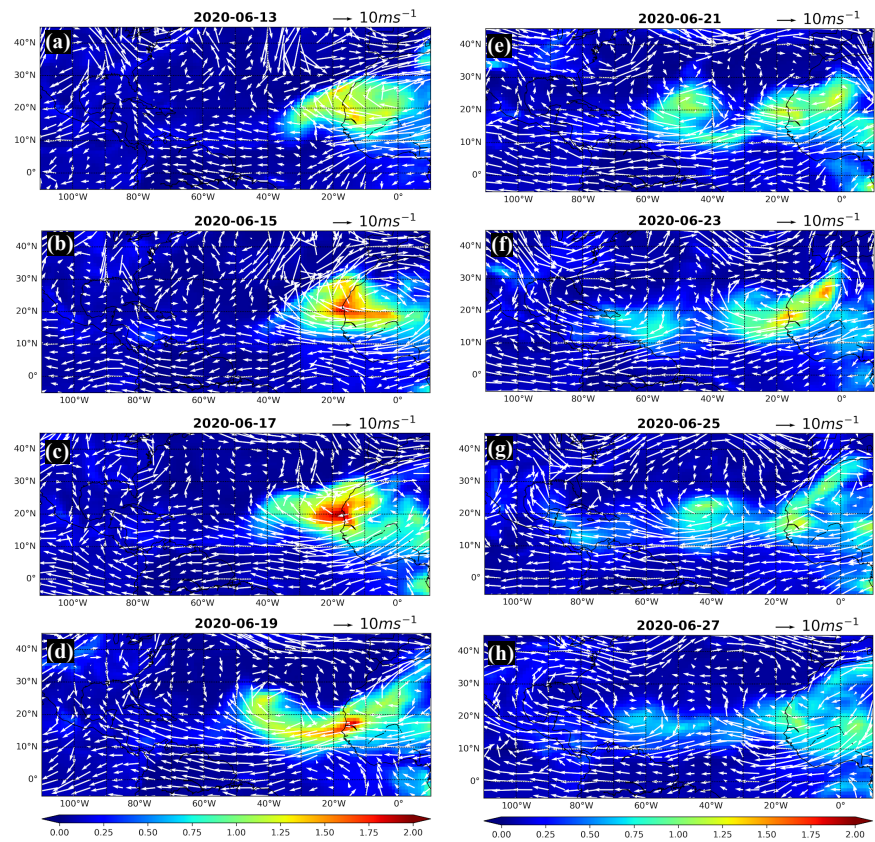 2020-06-13 10ms⁻¹
(a)
40°N
30°N
20°N
10°N
0°
100°W 80°W 60°W 40°W 20°W 0°
2020-06-15 10ms⁻¹
(b)
40°N
30°N
20°N
10°N
0°
100°W 80°W 60°W 40°W 20°W 0°
2020-06-17 10ms⁻¹
(c)
40°N
30°N
20°N
10°N
0°
100°W 80°W 60°W 40°W 20°W 0°
2020-06-19 10ms⁻¹
(d)
40°N
30°N
20°N
10°N
0°
100°W 80°W 60°W 40°W 20°W 0°
0.00 0.25 0.50 0.75 1.00 1.25 1.50 1.75 2.00
2020-06-21 10ms⁻¹
(e)
40°N
30°N
20°N
10°N
0°
100°W 80°W 60°W 40°W 20°W 0°
2020-06-23 10ms⁻¹
(f)
40°N
30°N
20°N
10°N
0°
100°W 80°W 60°W 40°W 20°W 0°
2020-06-25 10ms⁻¹
(g)
40°N
30°N
20°N
10°N
0°
100°W 80°W 60°W 40°W 20°W 0°
2020-06-27 10ms⁻¹
(h)
40°N
30°N
20°N
10°N
0°
100°W 80°W 60°W 40°W 20°W 0°
0.00 0.25 0.50 0.75 1.00 1.25 1.50 1.75 2.00